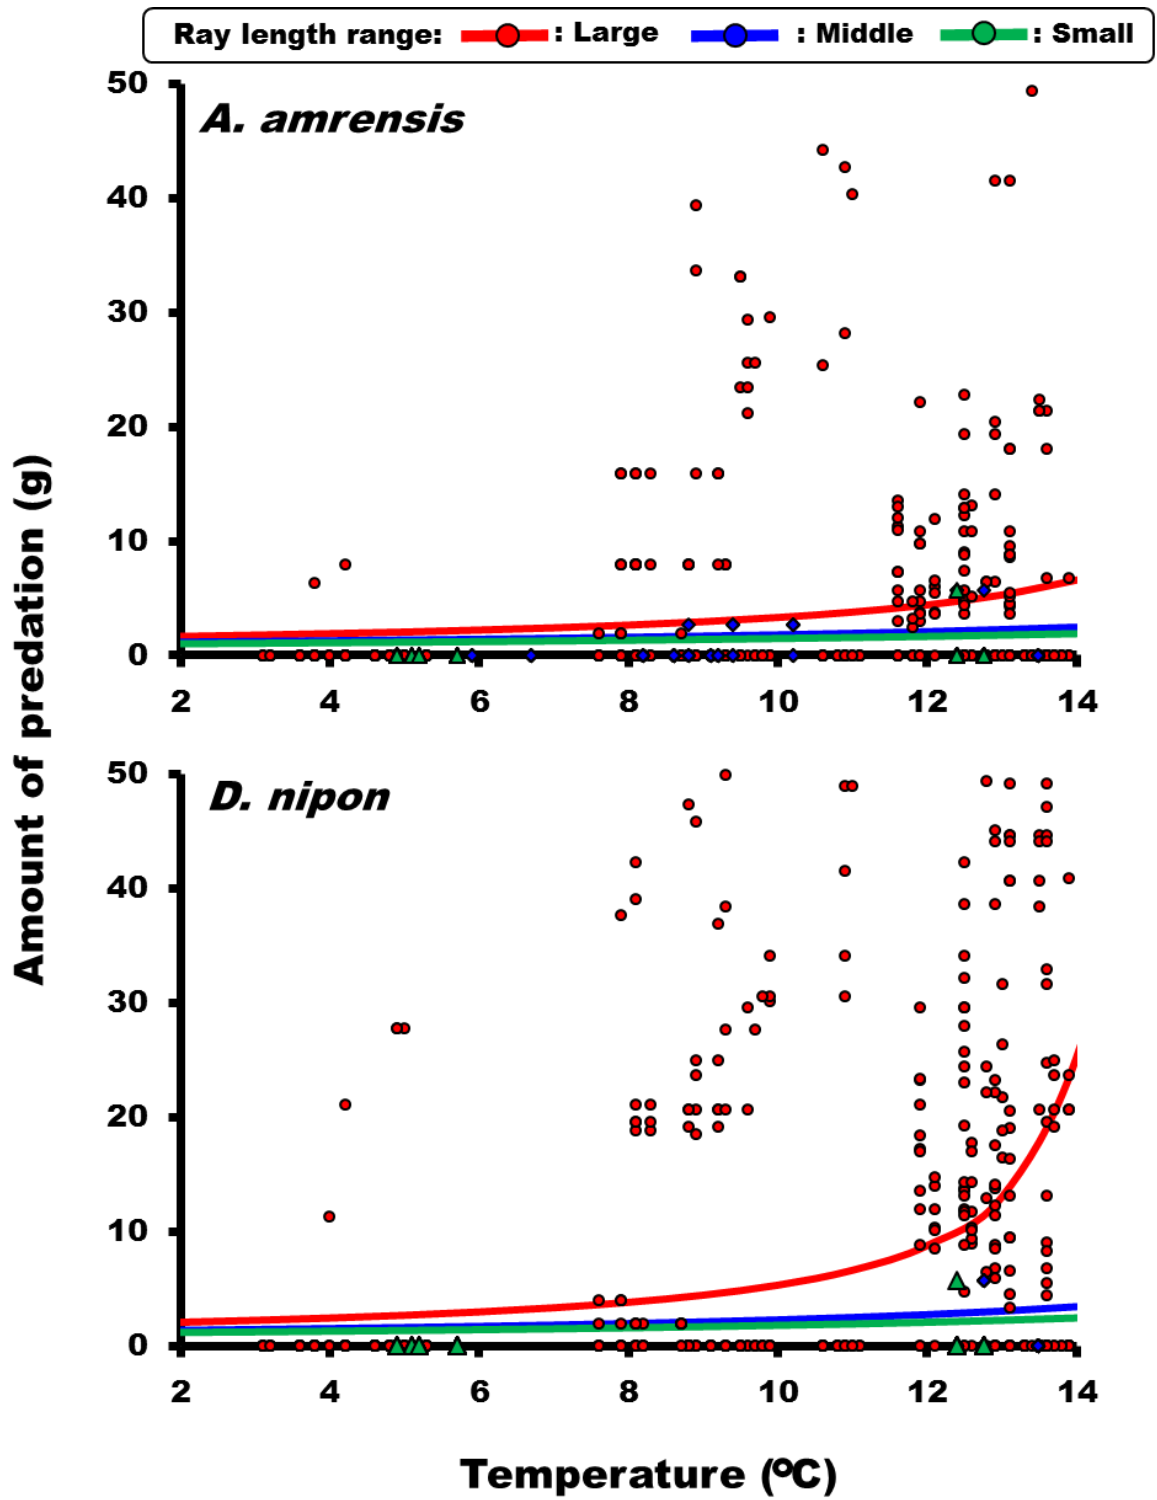 Ray length range: : Large : Middle : Small
A. amrensis
50
40
30
20
10
0
2 4 6 8 10 12 14
Amount of predation (g)
D. nipon
50
40
30
20
10
0
2 4 6 8 10 12 14
Temperature (°C)